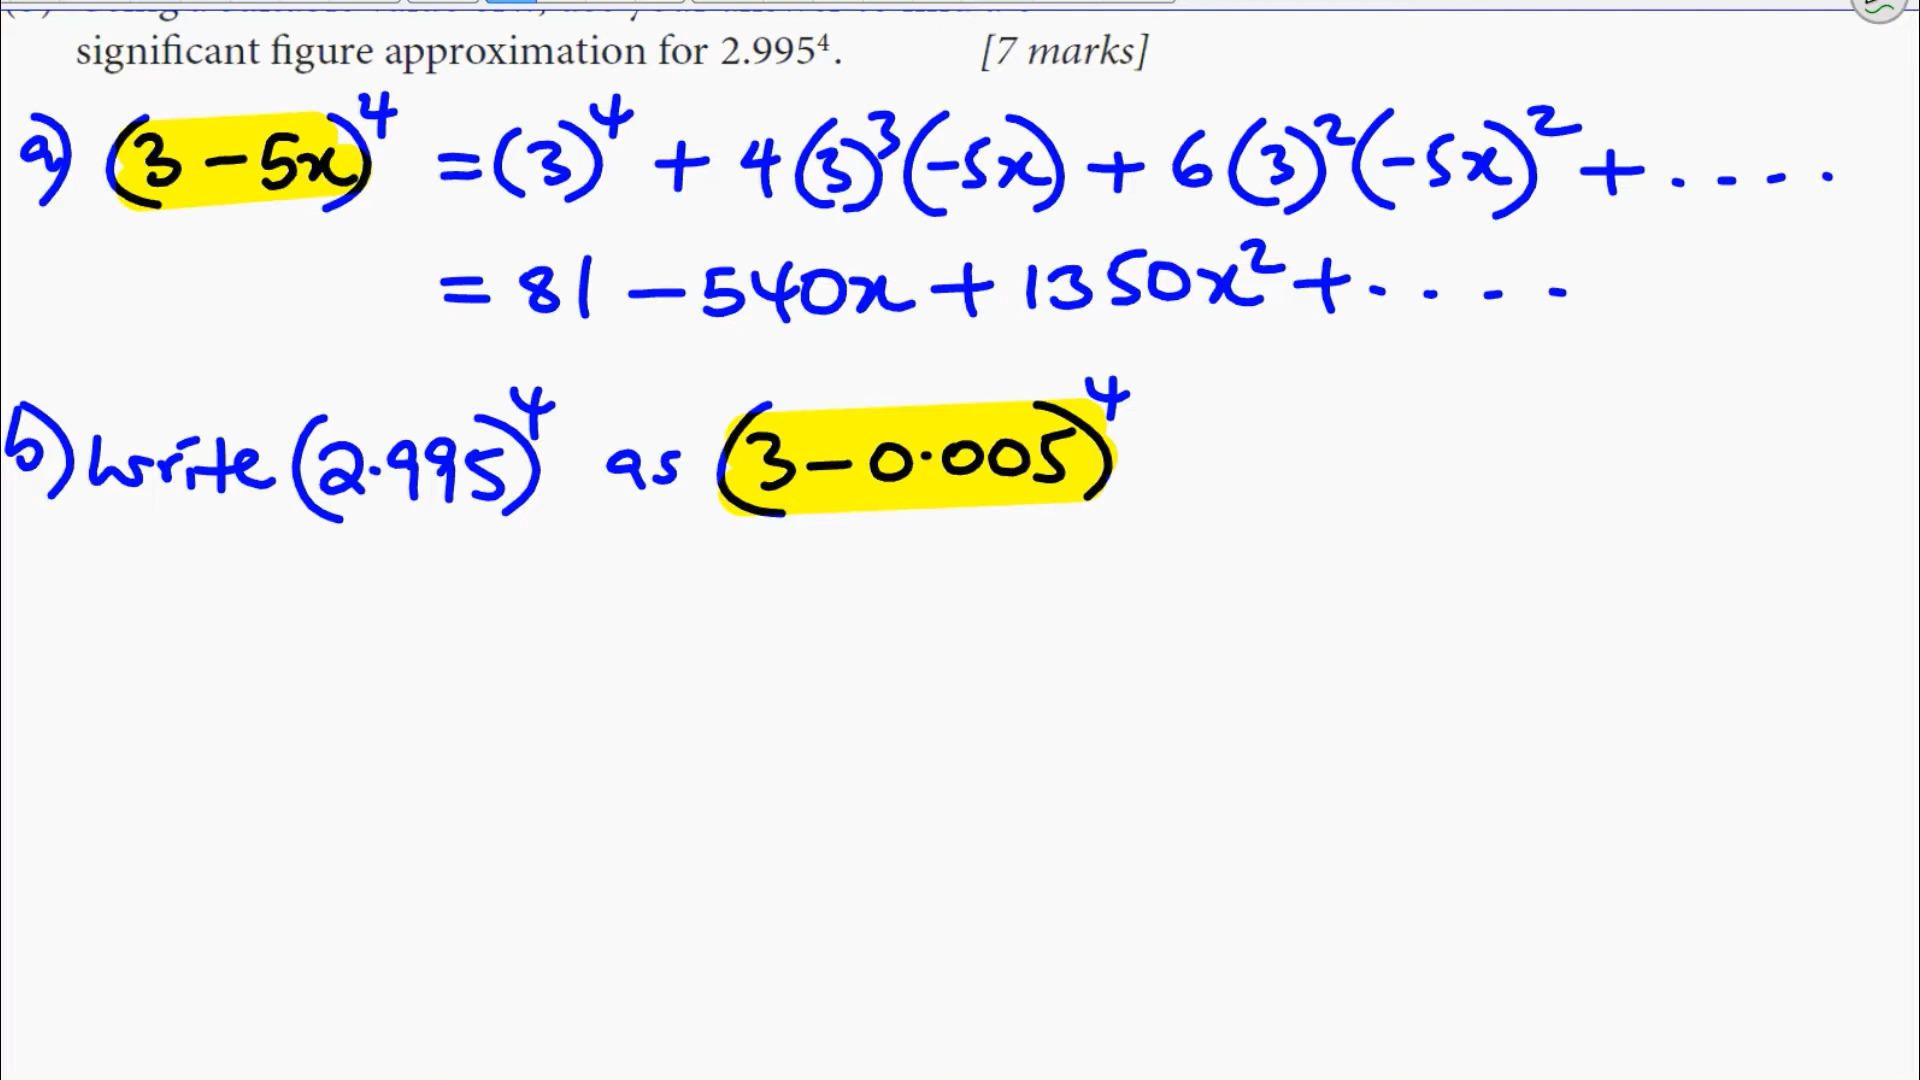 significant figure approximation for 2.995⁴. [7 marks]
a) (3 - 5x)⁴ = (3)⁴ + 4(3)³(-5x) + 6(3)²(-5x)² + ....
= 81 - 540x + 1350x² + ....
b) Write (2.995)⁴ as (3 - 0.005)⁴